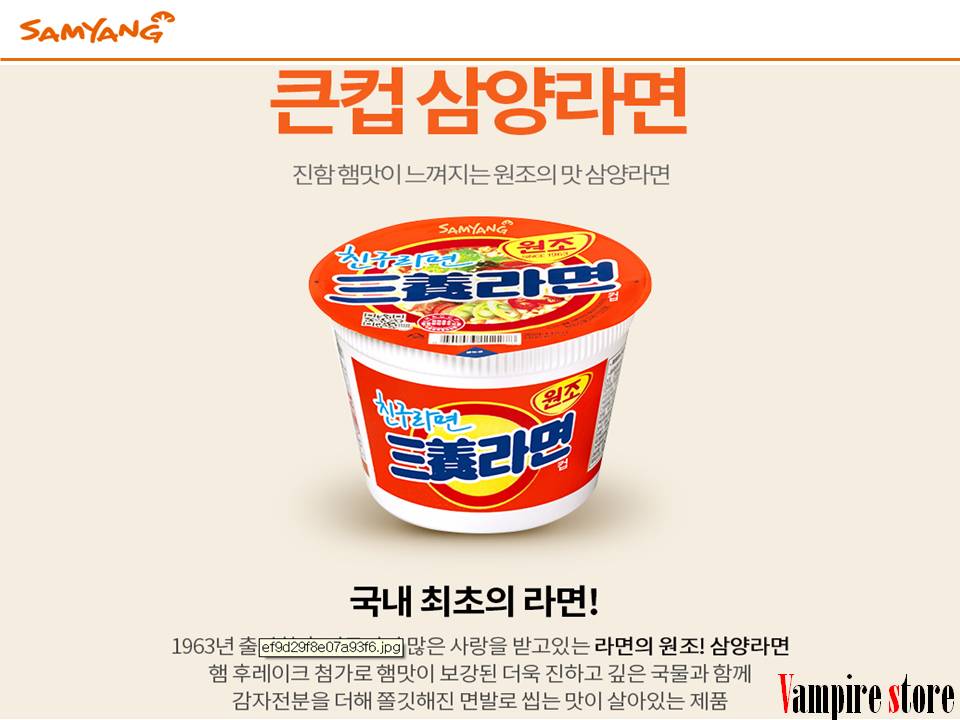 SAMYANG
큰컵 삼양라면
진함 햄맛이 느껴지는 원조의 맛 삼양라면
SAMYANG
원조
SINCE 1963
친구라면
三養라면
컵
원조
친구라면
三養라면
컵
국내 최초의 라면!
1963년 ef9d29f8e07a93f6.jpg 많은 사랑을 받고있는 라면의 원조! 삼양라면
햄 후레이크 첨가로 햄맛이 보강된 더욱 진하고 깊은 국물과 함께
감자전분을 더해 쫄깃해진 면발로 씹는 맛이 살아있는 제품
Vampire store